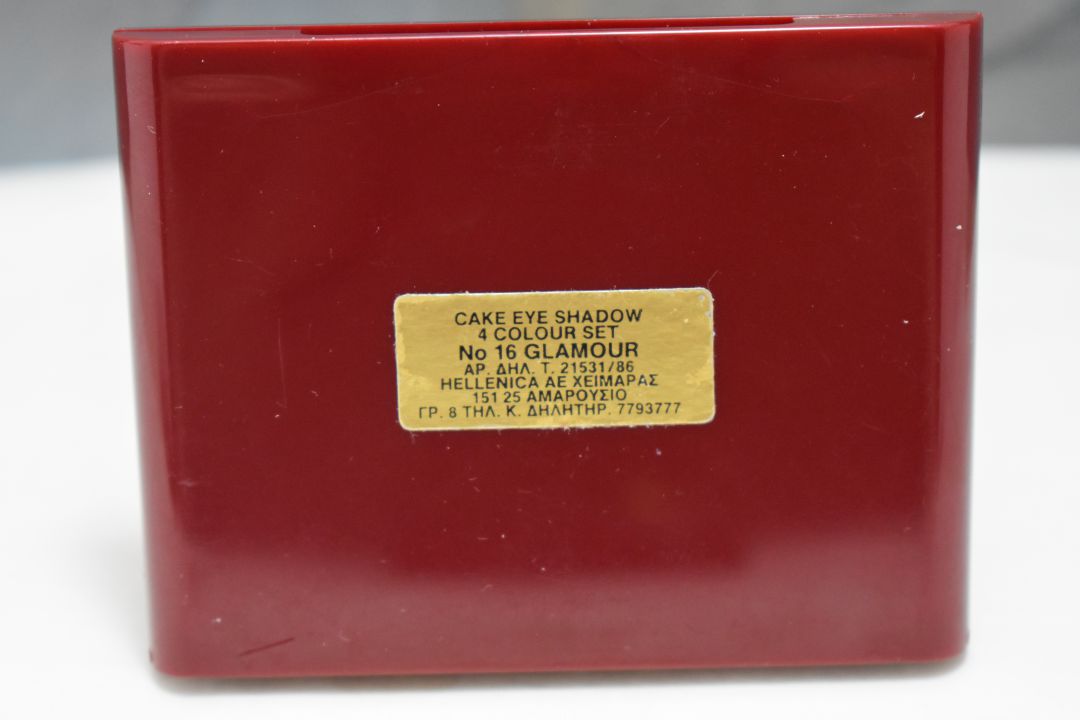 CAKE EYE SHADOW
4 COLOUR SET
No 16 GLAMOUR
ΑΡ. ΔΗΛ. Τ. 21531/86
HELLENICA AE ΧΕΙΜΑΡΑΣ
151 25 ΑΜΑΡΟΥΣΙΟ
ΓΡ. 8 ΤΗΛ. Κ. ΔΗΛΗΤΗΡ. 7793777